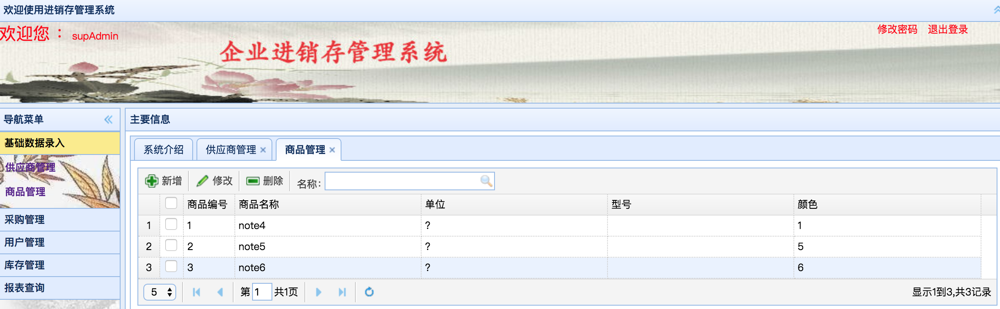 欢迎使用进销存管理系统
欢迎您 ： supAdmin
修改密码 退出登录
企业进销存管理系统
导航菜单
基础数据录入
供应商管理
商品管理
采购管理
用户管理
库存管理
报表查询
主要信息
系统介绍 供应商管理 商品管理
新增 修改 删除 名称:
商品编号 商品名称 单位 型号 颜色
1 1 note4 ? 1
2 2 note5 ? 5
3 3 note6 ? 6
5 第 1 共1页 显示1到3,共3记录